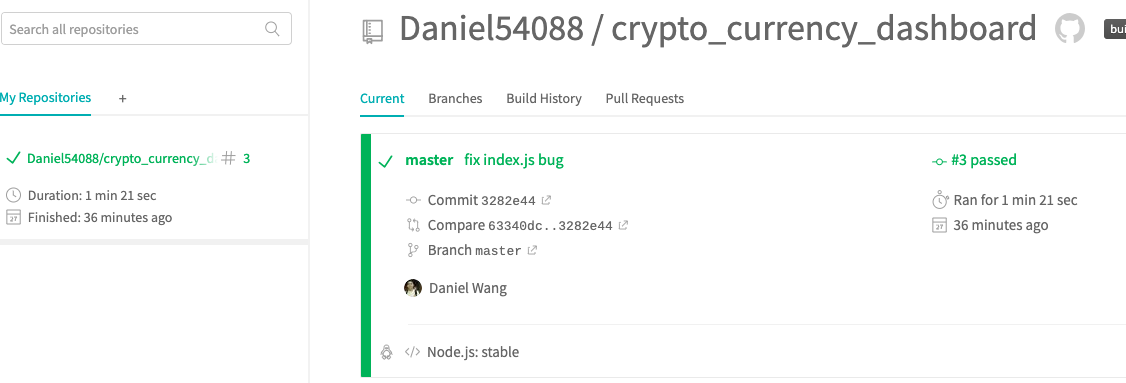 Search all repositories
My Repositories +
Daniel54088/crypto_currency_d # 3
Duration: 1 min 21 sec
Finished: 36 minutes ago
Daniel54088 / crypto_currency_dashboard
Current Branches Build History Pull Requests
master fix index.js bug
#3 passed
Commit 3282e44
Ran for 1 min 21 sec
Compare 63340dc..3282e44
36 minutes ago
Branch master
Daniel Wang
</> Node.js: stable